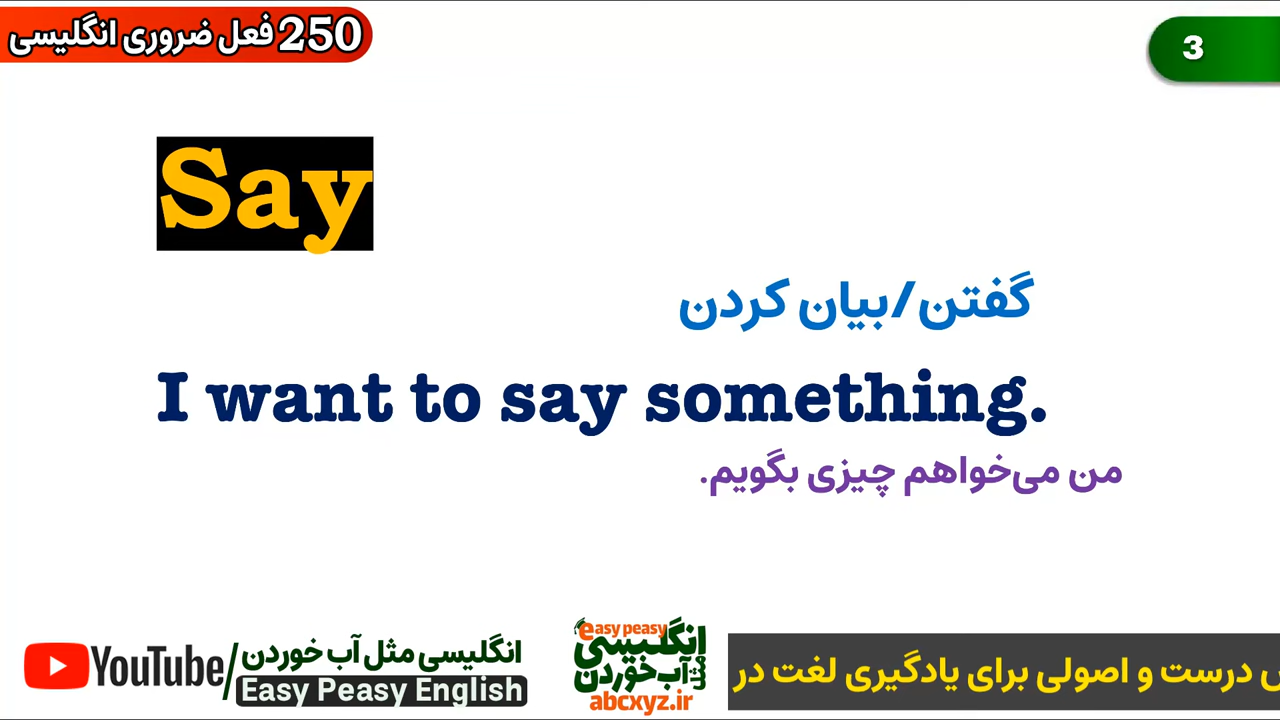 250 فعل ضروری انگلیسی
3
Say
گفتن/بیان کردن
I want to say something.
من می‌خواهم چیزی بگویم.
YouTube/انگلیسی مثل آب خوردن
Easy Peasy English
easy peasy
انگلیسی
مثل آب خوردن
abcxyz.ir
درست و اصولی برای یادگیری لغت در